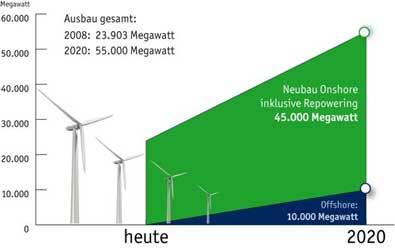 Megawatt
60.000
50.000
60.000
30.000
20.000
10.000
0
Ausbau gesamt:
2008: 23.903 Megawatt
2020: 55.000 Megawatt
Neubau Onshore
inklusive Repowering
45.000 Megawatt
Offshore:
10.000 Megawatt
heute
2020